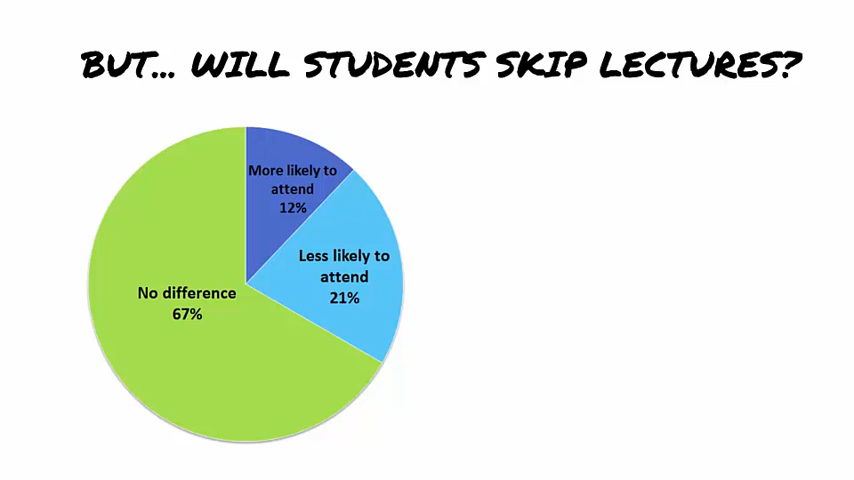 BUT... WILL STUDENTS SKIP LECTURES?
More likely to
attend
12%
Less likely to
attend
21%
No difference
67%